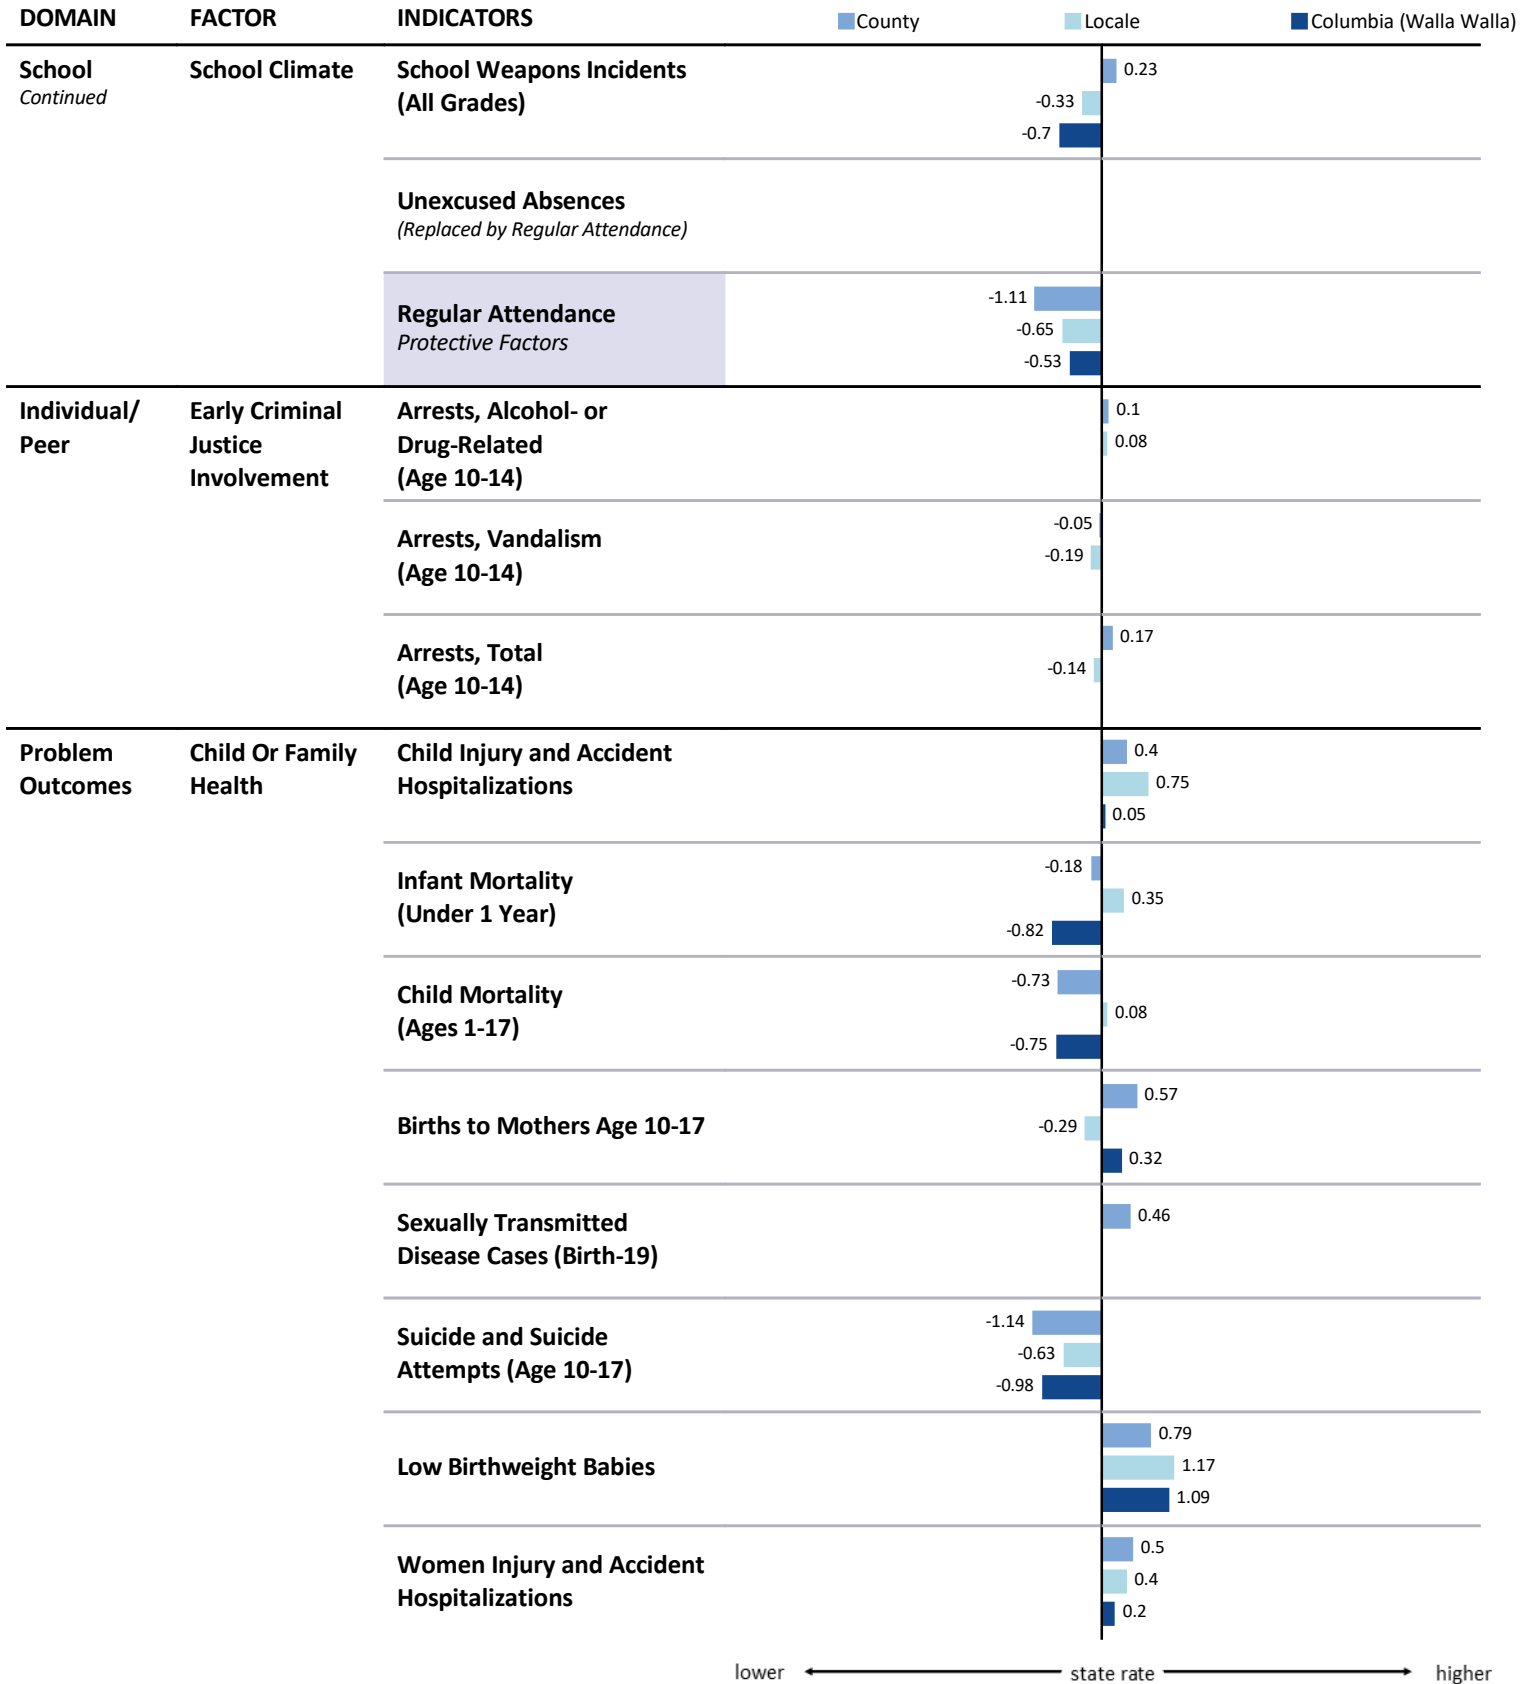 DOMAIN FACTOR INDICATORS County Locale Columbia (Walla Walla)
School School Climate School Weapons Incidents 0.23
Continued
(All Grades) -0.33
-0.7
Unexcused Absences
(Replaced by Regular Attendance)
-1.11
Regular Attendance -0.65
Protective Factors
-0.53
Individual/ Early Criminal Arrests, Alcohol- or 0.1
Peer Justice Drug-Related 0.08
Involvement (Age 10-14)
-0.05
Arrests, Vandalism
-0.19
(Age 10-14)
0.17
Arrests, Total
-0.14
(Age 10-14)
Problem Child Or Family Child Injury and Accident 0.4
Outcomes Health Hospitalizations 0.75
0.05
-0.18
Infant Mortality
0.35
(Under 1 Year)
-0.82
-0.73
Child Mortality
0.08
(Ages 1-17)
-0.75
0.57
Births to Mothers Age 10-17 -0.29
0.32
0.46
Sexually Transmitted
Disease Cases (Birth-19)
-1.14
Suicide and Suicide
-0.63
Attempts (Age 10-17)
-0.98
0.79
Low Birthweight Babies 1.17
1.09
0.5
Women Injury and Accident
0.4
Hospitalizations
0.2
lower state rate higher